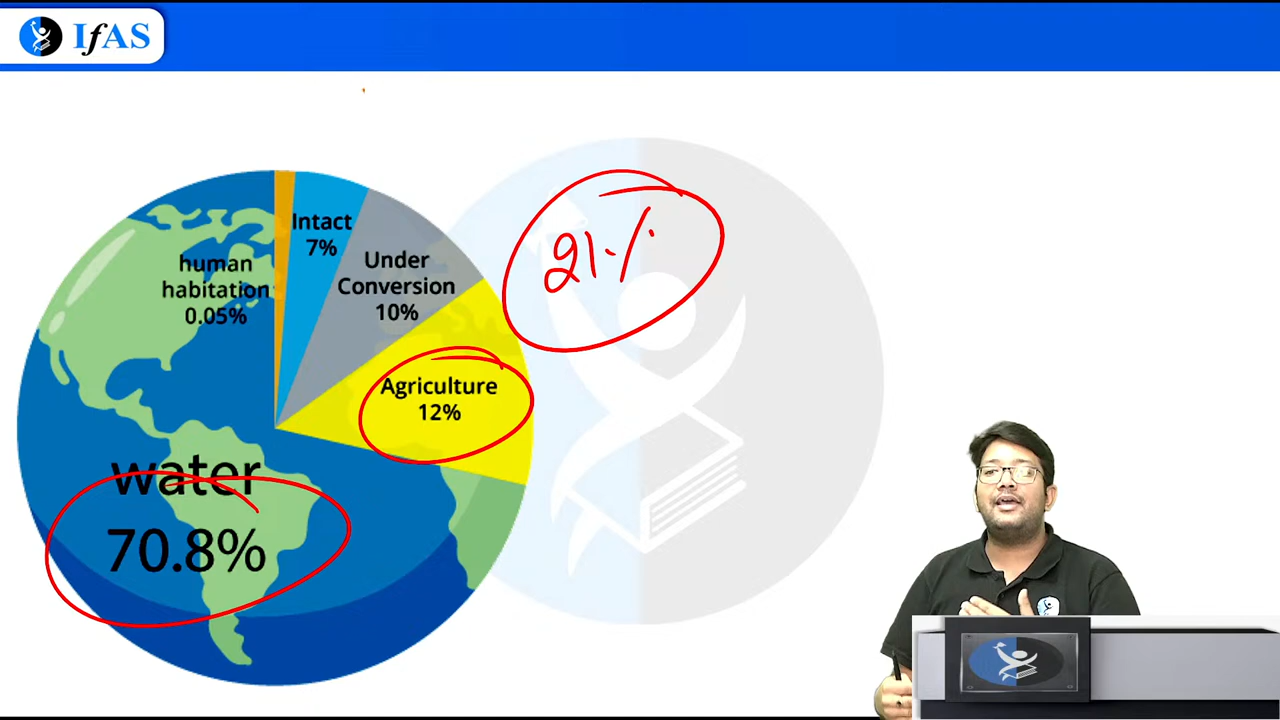 IfAS
Intact
7%
human
habitation
0.05%
Under
Conversion
10%
21%
Agriculture
12%
water
70.8%